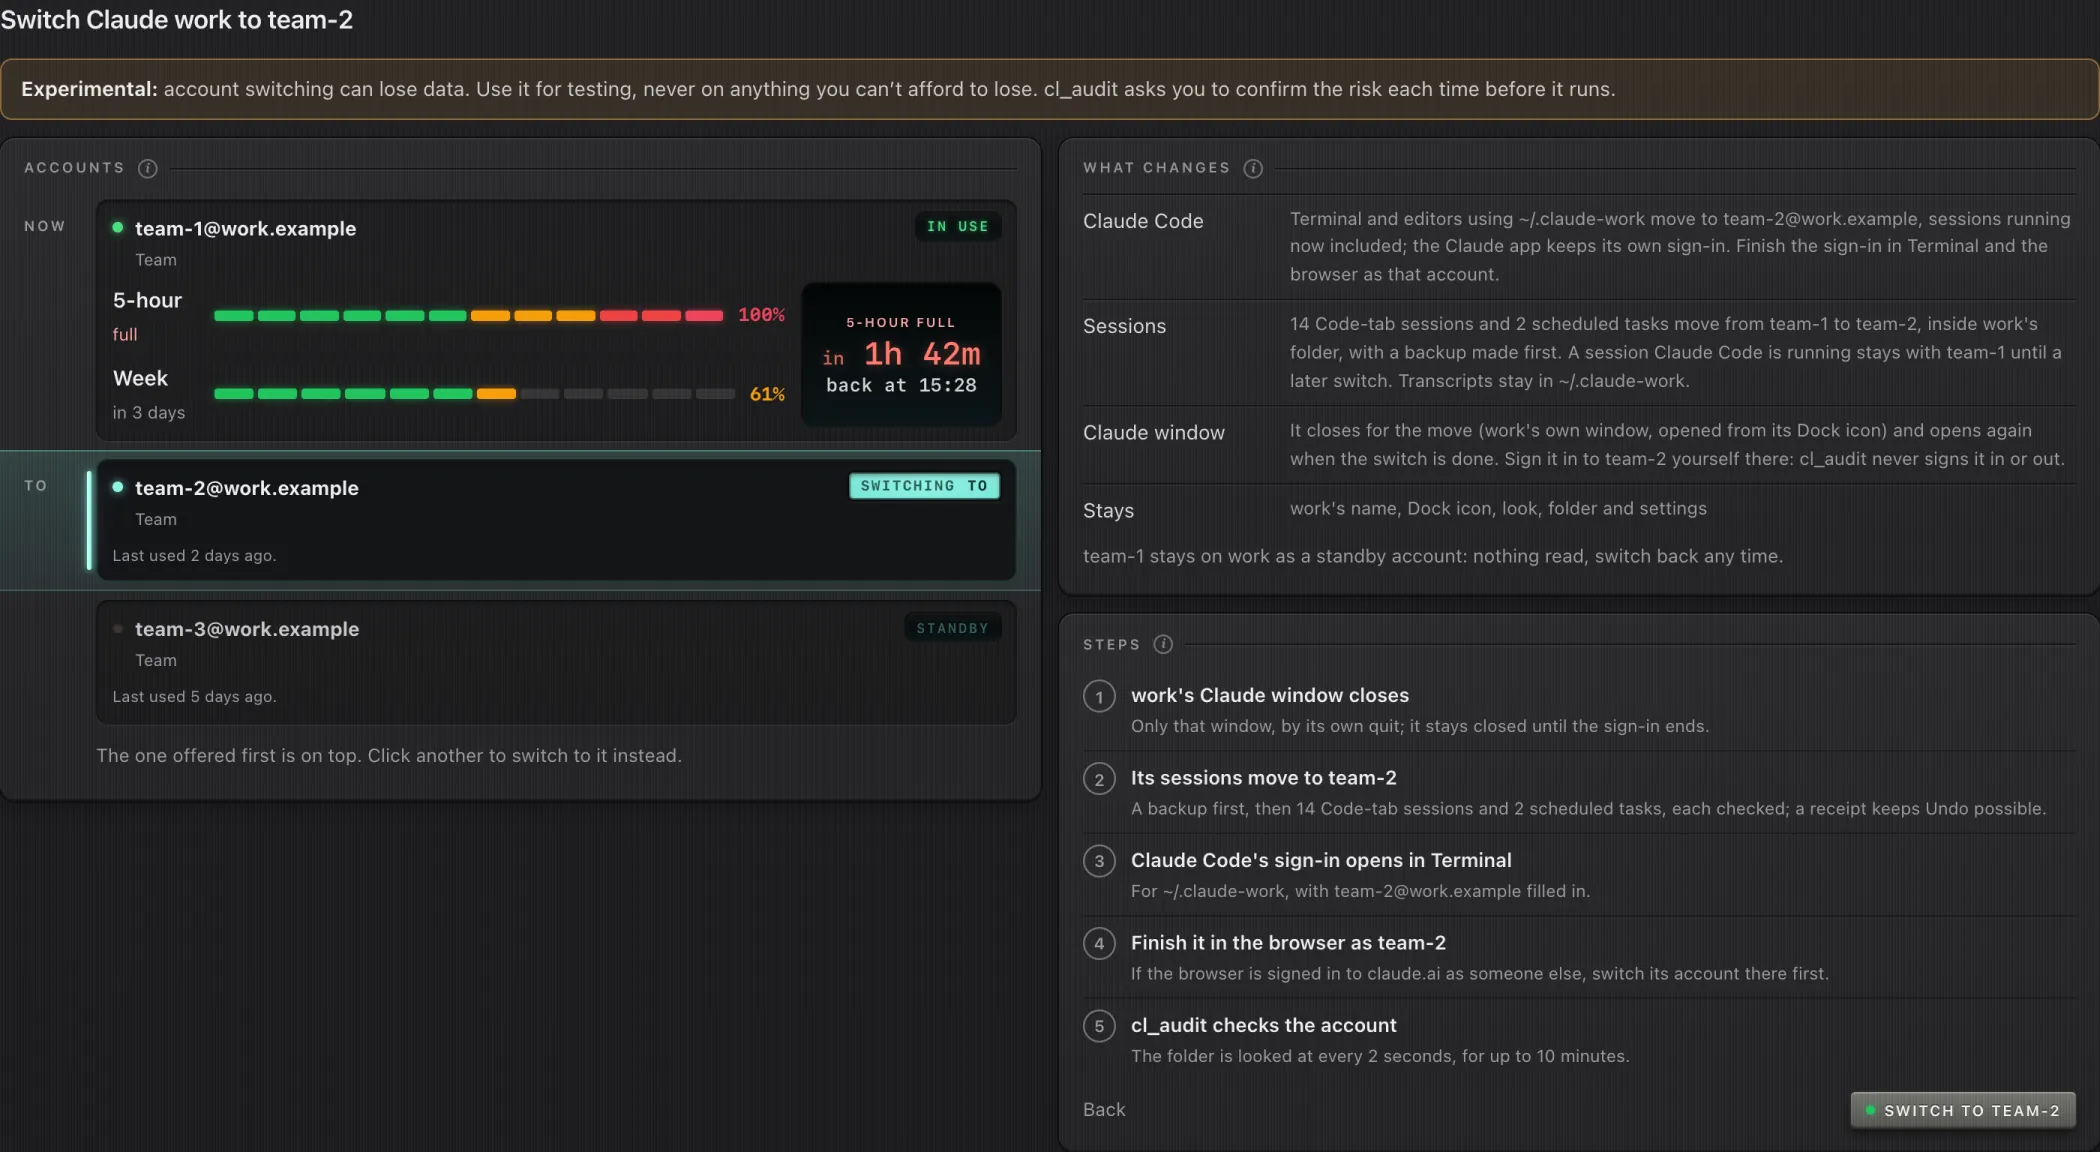 Switch Claude work to team-2
Experimental: account switching can lose data. Use it for testing, never on anything you can’t afford to lose. cl_audit asks you to confirm the risk each time before it runs.
ACCOUNTS i
NOW
team-1@work.example
IN USE
Team
5-hour
full
100%
Week
in 3 days
61%
5-HOUR FULL
in 1h 42m
back at 15:28
TO
team-2@work.example
SWITCHING TO
Team
Last used 2 days ago.
team-3@work.example
STANDBY
Team
Last used 5 days ago.
The one offered first is on top. Click another to switch to it instead.
WHAT CHANGES i
Claude Code
Terminal and editors using ~/.claude-work move to team-2@work.example, sessions running
now included; the Claude app keeps its own sign-in. Finish the sign-in in Terminal and the
browser as that account.
Sessions
14 Code-tab sessions and 2 scheduled tasks move from team-1 to team-2, inside work's
folder, with a backup made first. A session Claude Code is running stays with team-1 until a
later switch. Transcripts stay in ~/.claude-work.
Claude window
It closes for the move (work's own window, opened from its Dock icon) and opens again
when the switch is done. Sign it in to team-2 yourself there: cl_audit never signs it in or out.
Stays
work's name, Dock icon, look, folder and settings
team-1 stays on work as a standby account: nothing read, switch back any time.
STEPS i
1 work's Claude window closes
Only that window, by its own quit; it stays closed until the sign-in ends.
2 Its sessions move to team-2
A backup first, then 14 Code-tab sessions and 2 scheduled tasks, each checked; a receipt keeps Undo possible.
3 Claude Code's sign-in opens in Terminal
For ~/.claude-work, with team-2@work.example filled in.
4 Finish it in the browser as team-2
If the browser is signed in to claude.ai as someone else, switch its account there first.
5 cl_audit checks the account
The folder is looked at every 2 seconds, for up to 10 minutes.
Back
SWITCH TO TEAM-2